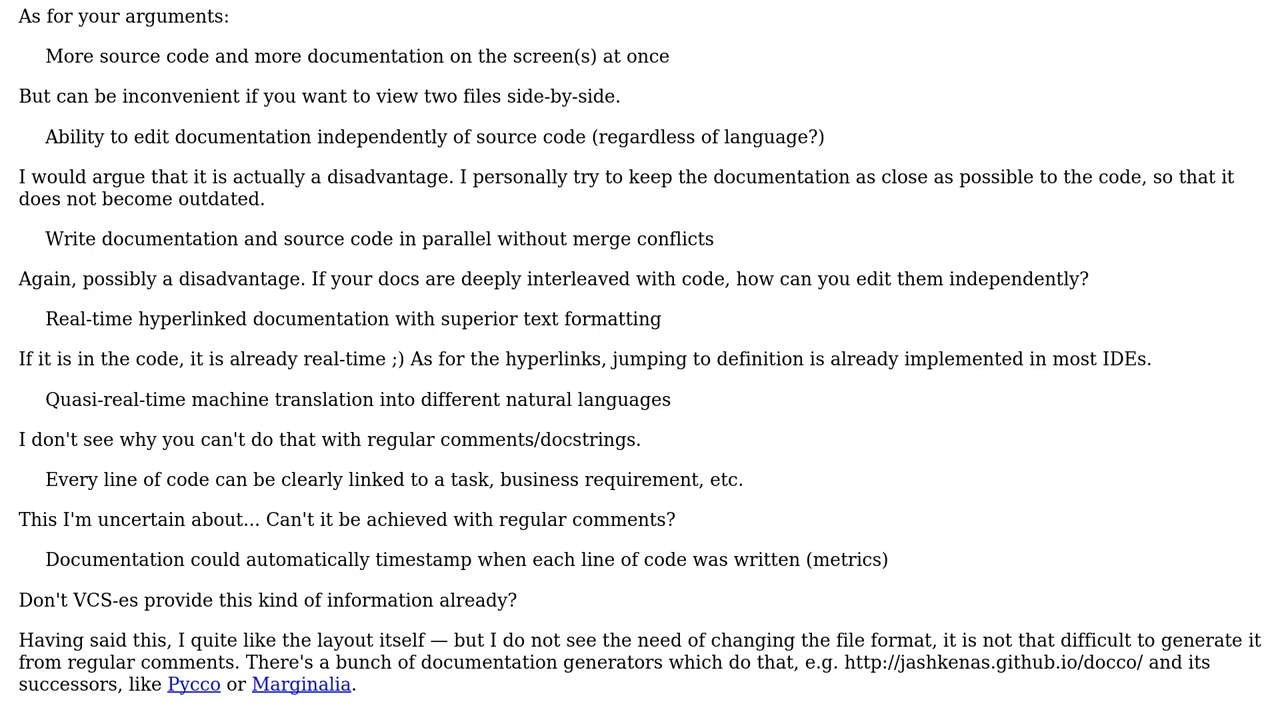 As for your arguments:
More source code and more documentation on the screen(s) at once
But can be inconvenient if you want to view two files side-by-side.
Ability to edit documentation independently of source code (regardless of language?)
I would argue that it is actually a disadvantage. I personally try to keep the documentation as close as possible to the code, so that it
does not become outdated.
Write documentation and source code in parallel without merge conflicts
Again, possibly a disadvantage. If your docs are deeply interleaved with code, how can you edit them independently?
Real-time hyperlinked documentation with superior text formatting
If it is in the code, it is already real-time ;) As for the hyperlinks, jumping to definition is already implemented in most IDEs.
Quasi-real-time machine translation into different natural languages
I don't see why you can't do that with regular comments/docstrings.
Every line of code can be clearly linked to a task, business requirement, etc.
This I'm uncertain about... Can't it be achieved with regular comments?
Documentation could automatically timestamp when each line of code was written (metrics)
Don't VCS-es provide this kind of information already?
Having said this, I quite like the layout itself — but I do not see the need of changing the file format, it is not that difficult to generate it
from regular comments. There's a bunch of documentation generators which do that, e.g. http://jashkenas.github.io/docco/ and its
successors, like Pycco or Marginalia.